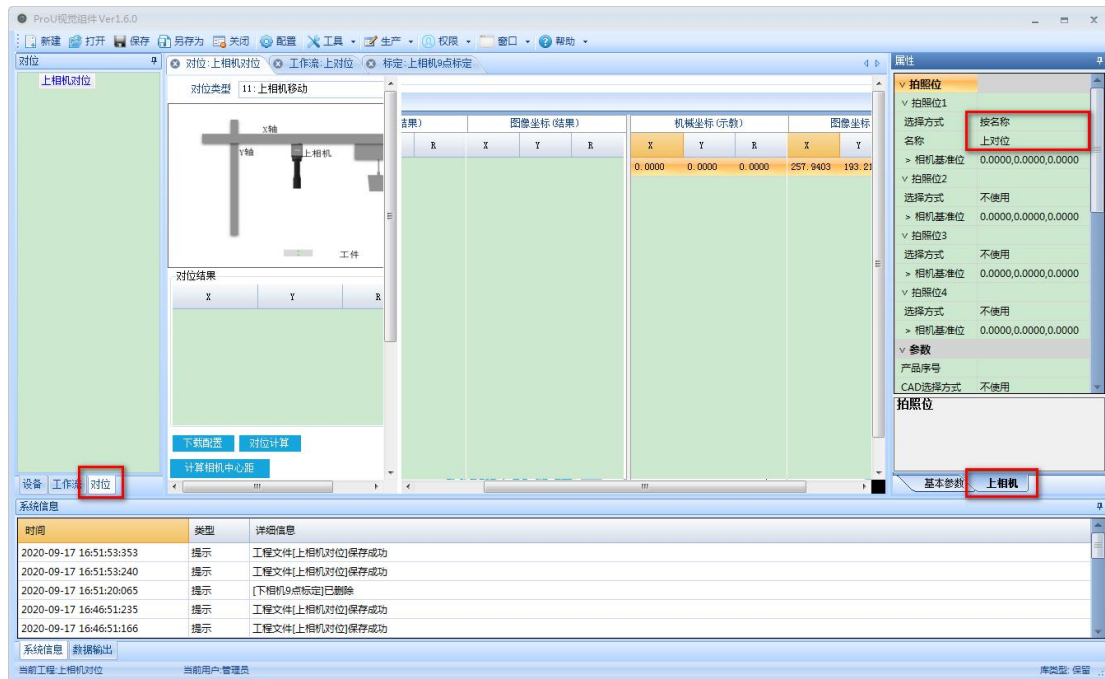 ProU视觉组件Ver1.6.0
新建 打开 保存 另存为 关闭 配置 工具 生产 权限 窗口 帮助
对位
上相机对位
对位:上相机对位 工作流:上对位 标定:上相机9点标定
对位类型 11:上相机移动
X轴
Y轴 上相机
工件
对位结果
X Y R
下载配置 对位计算
计算相机中心距
结果) 图像坐标(结果) 机械坐标(示教) 图像坐标
R X Y R X Y R X Y
0.0000 0.0000 0.0000 257.9403 193.21
属性
拍照位
拍照位1
选择方式 按名称
名称 上对位
> 相机基准位 0.0000,0.0000,0.0000
拍照位2
选择方式 不使用
> 相机基准位 0.0000,0.0000,0.0000
拍照位3
选择方式 不使用
> 相机基准位 0.0000,0.0000,0.0000
拍照位4
选择方式 不使用
> 相机基准位 0.0000,0.0000,0.0000
参数
产品序号
CAD选择方式 不使用
拍照位
基本参数 上相机
设备 工作流 对位
系统信息
时间 类型 详细信息
2020-09-17 16:51:53:353 提示 工程文件[上相机对位]保存成功
2020-09-17 16:51:53:240 提示 工程文件[上相机对位]保存成功
2020-09-17 16:51:20:065 提示 [下相机9点标定]已删除
2020-09-17 16:46:51:235 提示 工程文件[上相机对位]保存成功
2020-09-17 16:46:51:166 提示 工程文件[上相机对位]保存成功
系统信息 数据输出
当前工程:上相机对位 当前用户:管理员 库类型: 保留